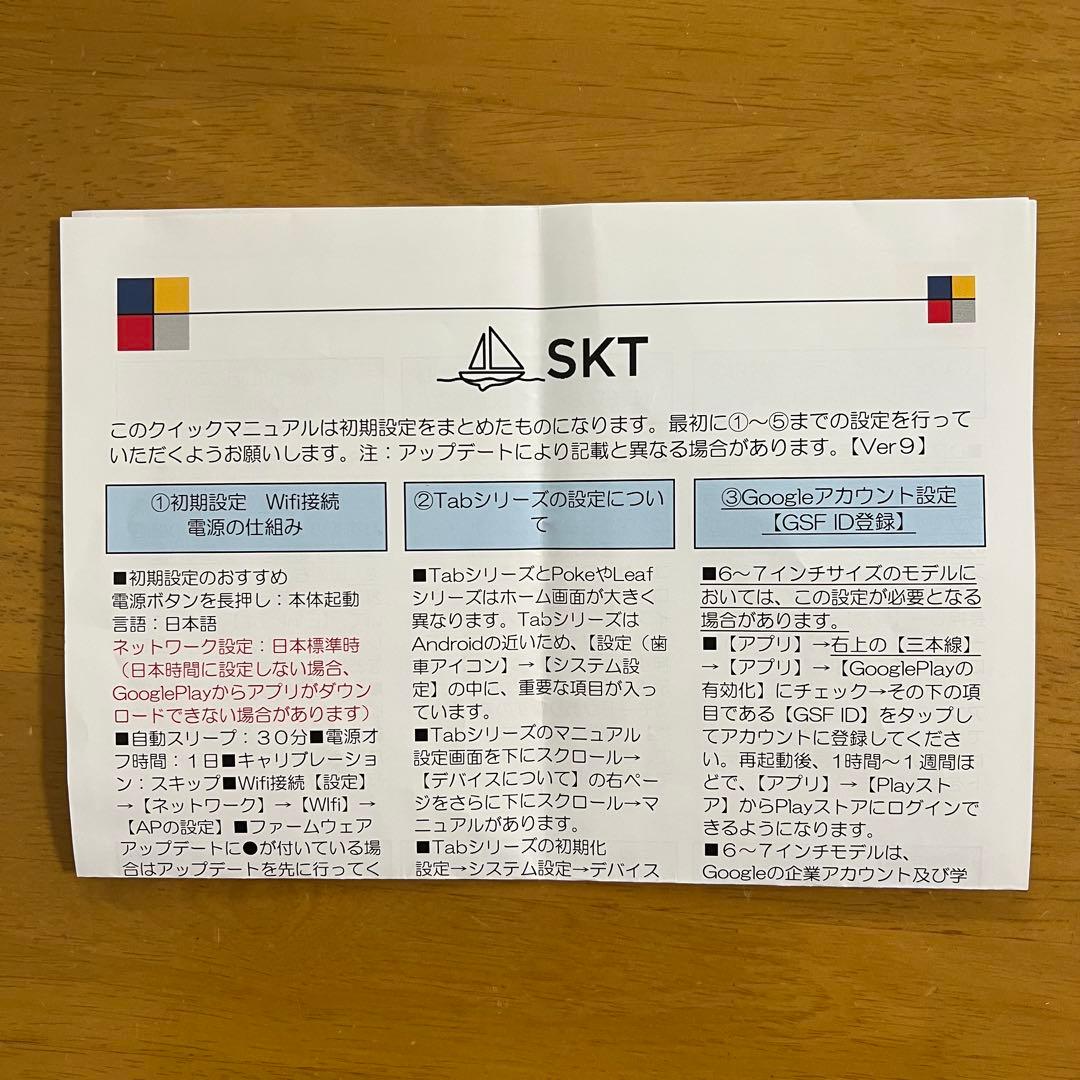 SKT
このクイックマニュアルは初期設定をまとめたものになります。最初に①～⑤までの設定を行って
いただくようお願いします。注：アップデートにより記載と異なる場合があります。【Ver９】
①初期設定　Wifi接続
電源の仕組み
■初期設定のおすすめ
電源ボタンを長押し：本体起動
言語：日本語
ネットワーク設定：日本標準時
（日本時間に設定しない場合、
GooglePlayからアプリがダウン
ロードできない場合があります）
■自動スリープ：３０分■電源オ
フ時間：１日■キャリブレーショ
ン：スキップ■Wifi接続【設定】
→【ネットワーク】→【WIfi】→
【APの設定】■ファームウェア
アップデートに●が付いている場
合はアップデートを先に行ってく
②Tabシリーズの設定につい
て
■TabシリーズとPokeやLeaf
シリーズはホーム画面が大きく
異なります。Tabシリーズは
Androidの近いため、【設定（歯
車アイコン】→【システム設
定】の中に、重要な項目が入っ
ています。
■Tabシリーズのマニュアル
設定画面を下にスクロール→
【デバイスについて】の右ペー
ジをさらに下にスクロール→マ
ニュアルがあります。
■Tabシリーズの初期化
設定→システム設定→デバイス
③Googleアカウント設定
【GSF ID登録】
■６～７インチサイズのモデルに
おいては、この設定が必要となる
場合があります。
■【アプリ】→右上の【三本線】
→【アプリ】→【GooglePlayの
有効化】にチェック→その下の項
目である【GSF ID】をタップし
てアカウントに登録してくださ
い。再起動後、１時間～１週間ほ
どで、【アプリ】→【Playスト
ア】からPlayストアにログインで
きるようになります。
■６～７インチモデルは、
Googleの企業アカウント及び学